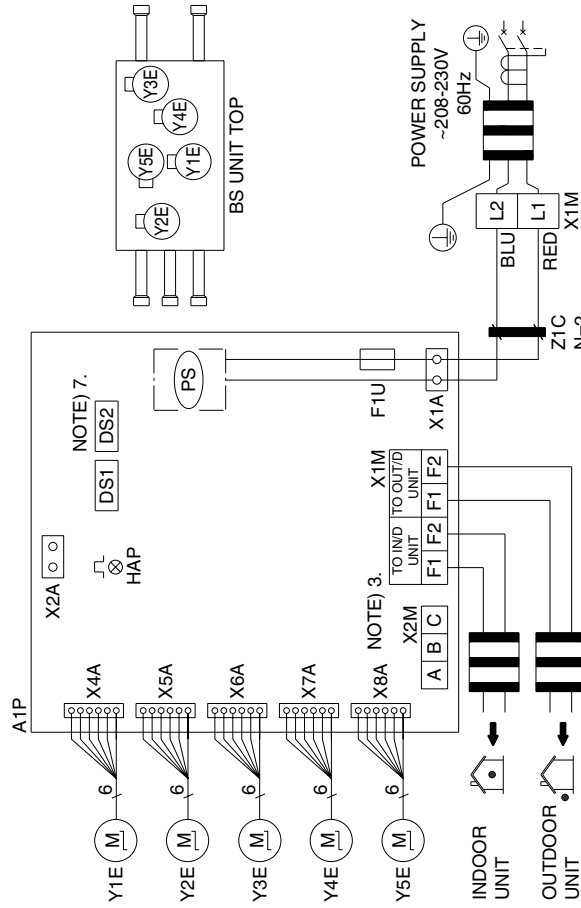 A1P
X2A
HAP
NOTE) 7.
DS1 DS2
PS
Y1E M 6 X4A
Y2E M 6 X5A
Y3E M 6 X6A
Y4E M 6 X7A
Y5E M 6 X8A
NOTE) 3.
X2M
A B C
X1M
TO IN/D UNIT
TO OUT/D UNIT
F1 F2 F1 F2
F1U
X1A
INDOOR
UNIT
OUTDOOR
UNIT
Y2E Y5E Y1E Y4E Y3E
BS UNIT TOP
POWER SUPPLY
~208-230V
60Hz
L2
L1
X1M
BLU
RED
Z1C